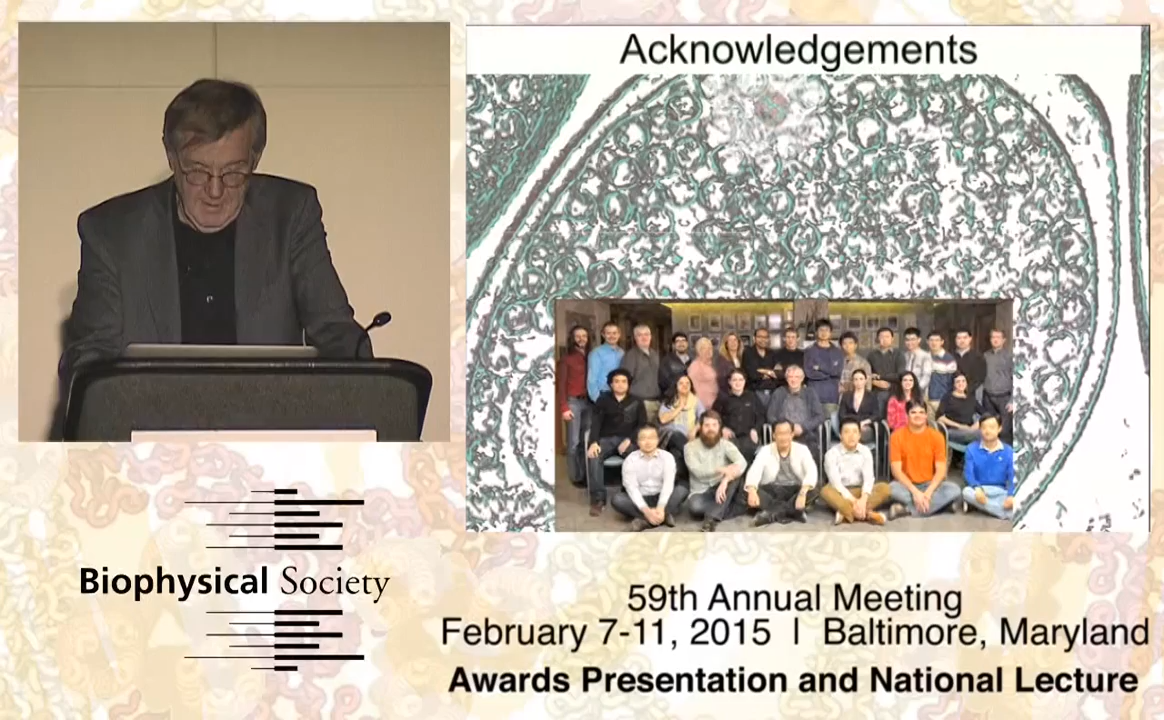 Acknowledgements
Biophysical Society
59th Annual Meeting
February 7-11, 2015 | Baltimore, Maryland
Awards Presentation and National Lecture